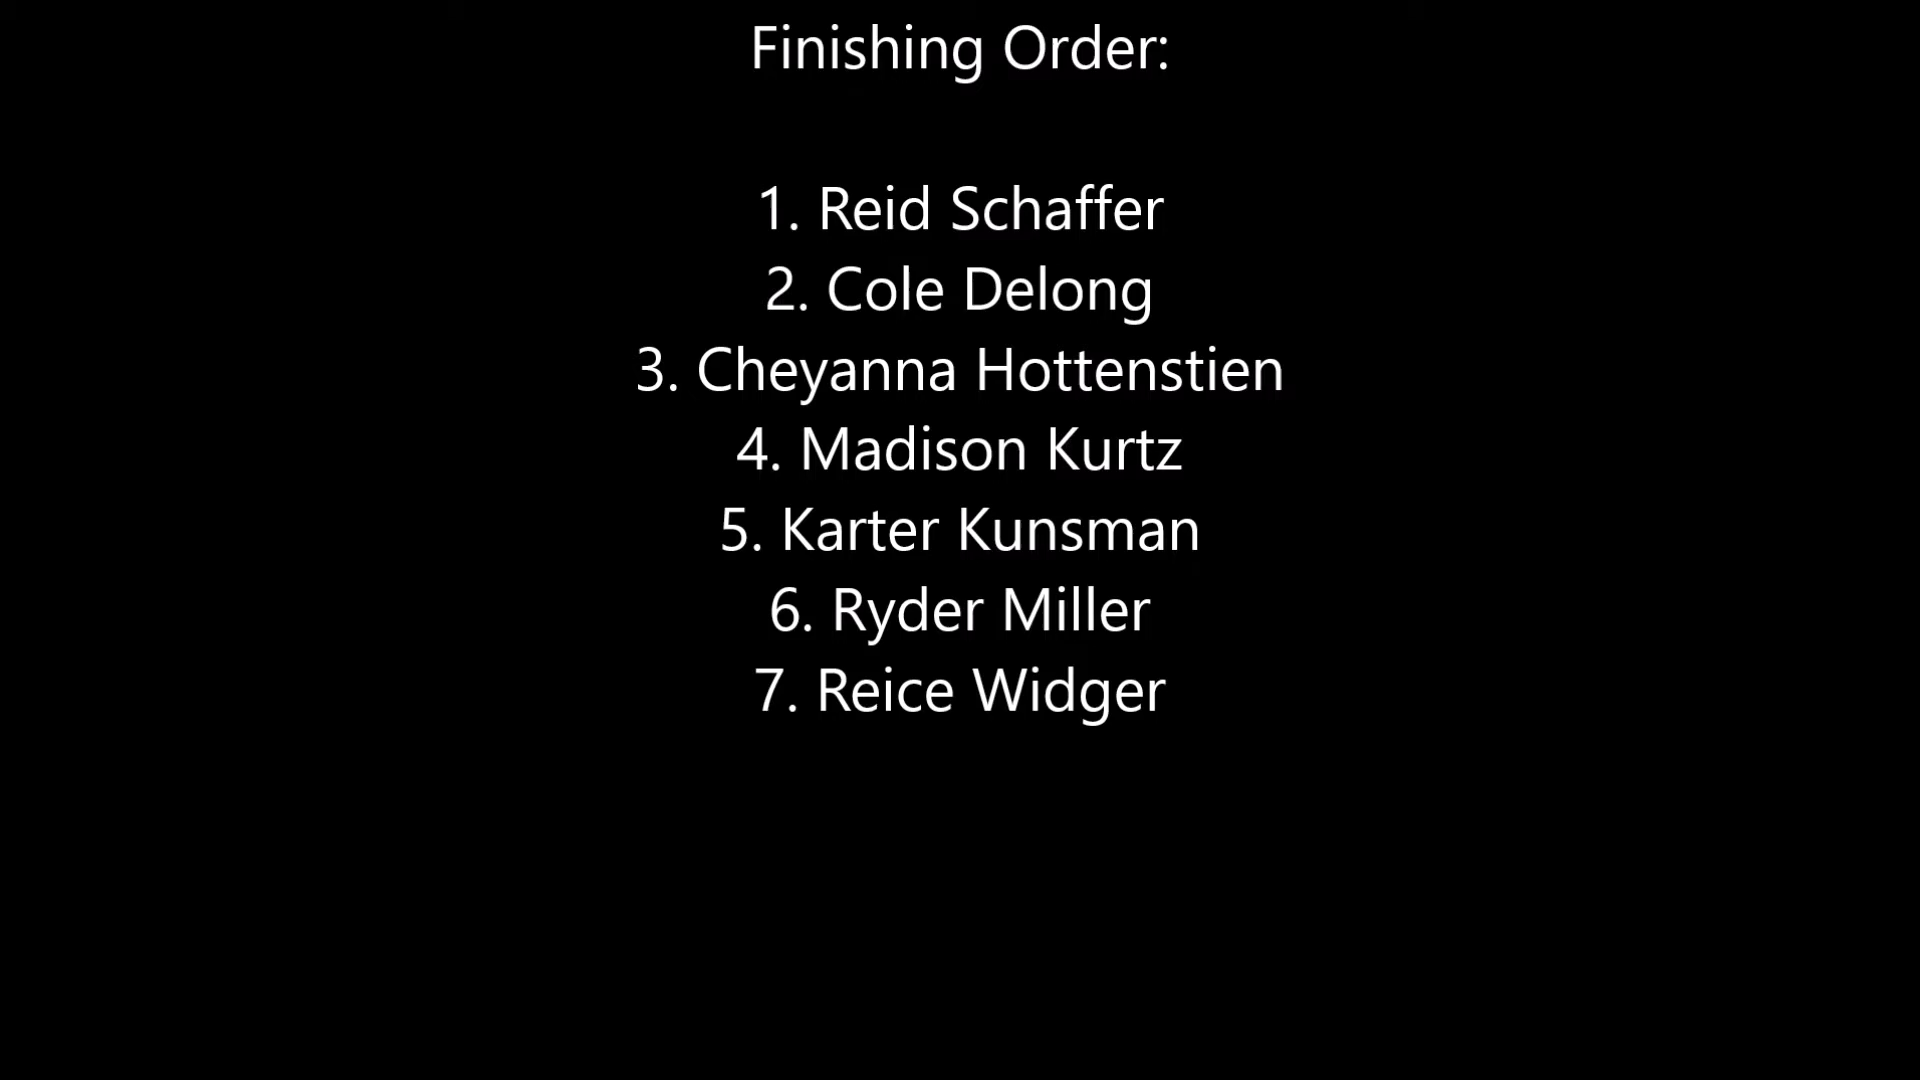 Finishing Order:
1. Reid Schaffer
2. Cole Delong
3. Cheyanna Hottenstien
4. Madison Kurtz
5. Karter Kunsman
6. Ryder Miller
7. Reice Widger